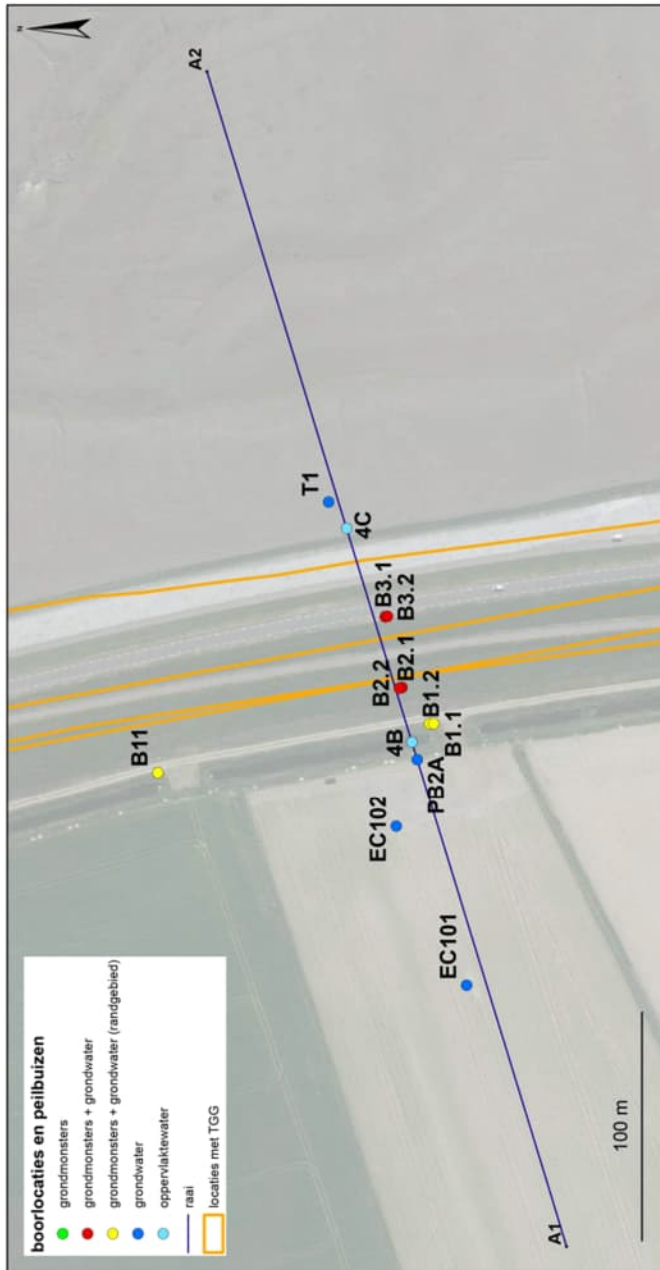 boorlocaties en peilbuizen
grondmonsters
grondmonsters + grondwater
grondmonsters + grondwater (randgebied)
grondwater
oppervlaktewater
raai
locaties met TGG
N
A2
B11
T1
4C
B3.1
B3.2
B2.2
B2.1
4B
B1.2
B1.1
PB2A
EC102
EC101
A1
100 m